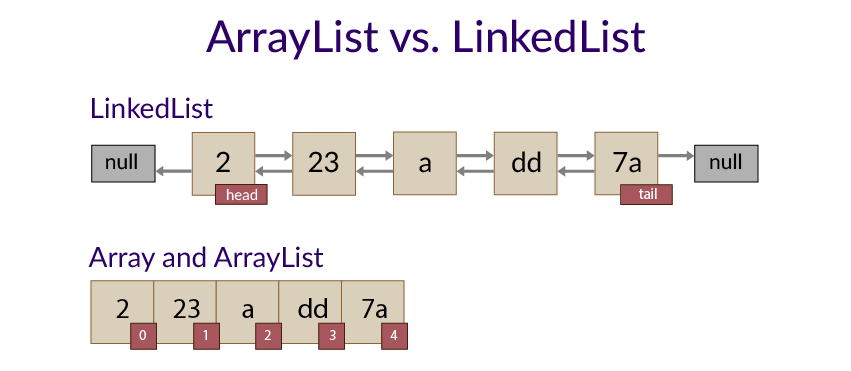 ArrayList vs. LinkedList
LinkedList
null 2 23 a dd 7a null
head tail
Array and ArrayList
2 23 a dd 7a
0 1 2 3 4